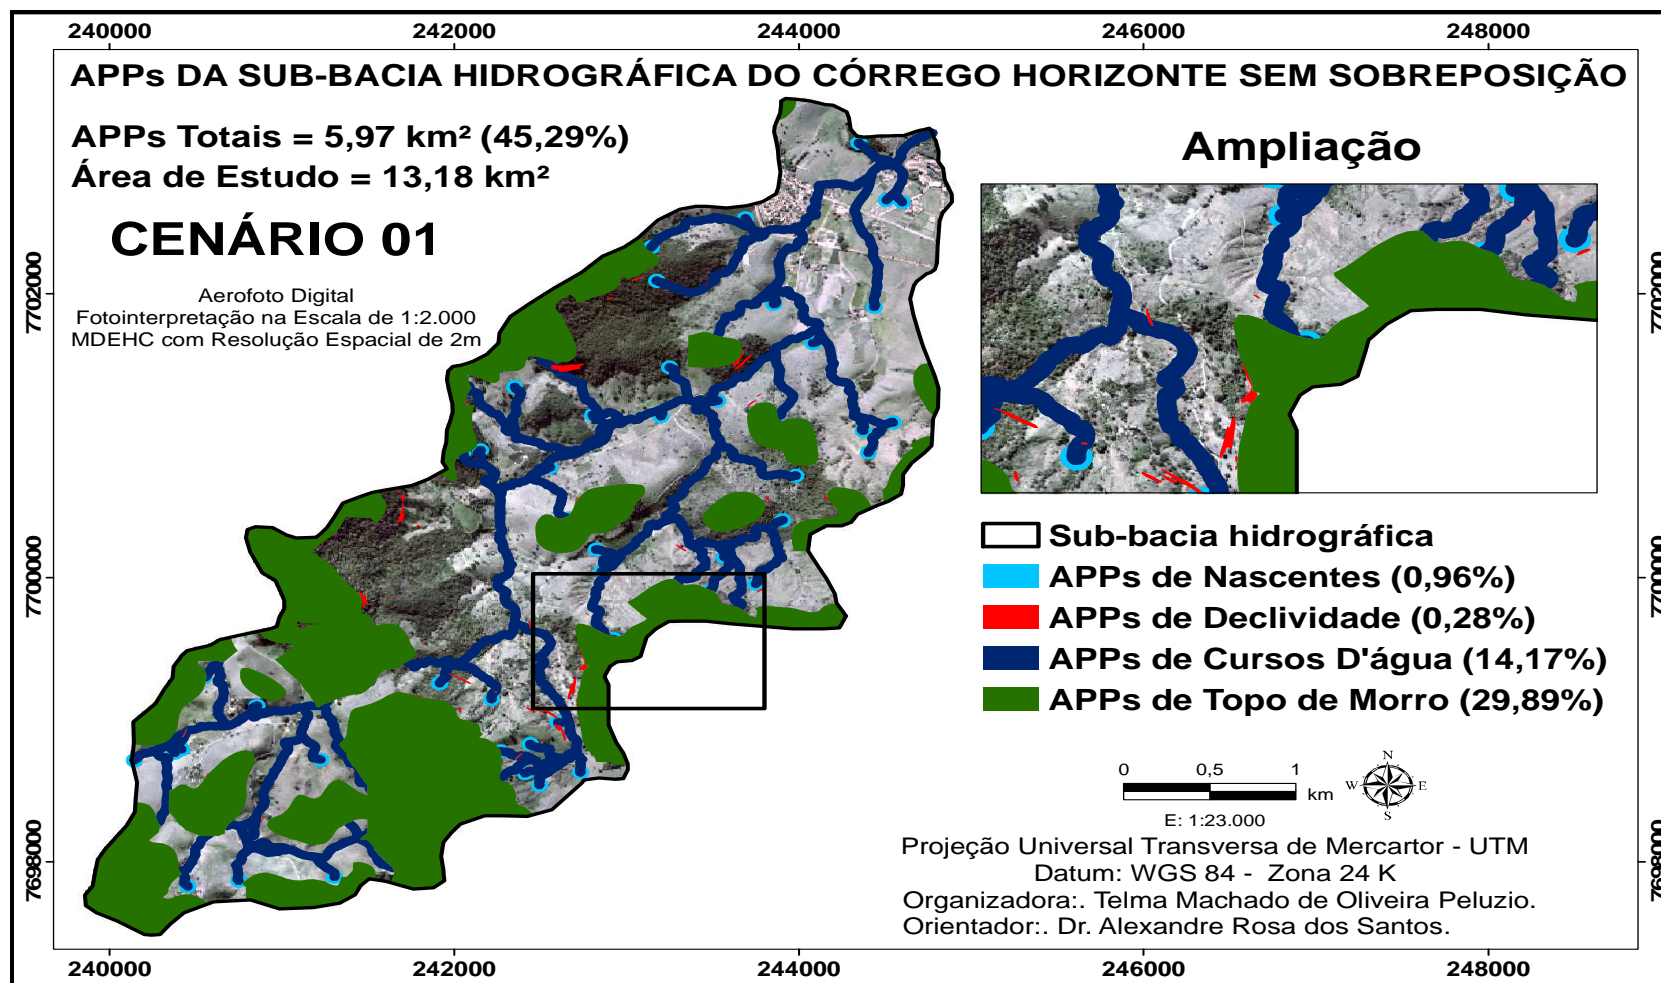 240000 242000 244000 246000 248000
APPs DA SUB-BACIA HIDROGRÁFICA DO CÓRREGO HORIZONTE SEM SOBREPOSIÇÃO
APPs Totais = 5,97 km² (45,29%)
Área de Estudo = 13,18 km²
CENÁRIO 01
Aerofoto Digital
Fotointerpretação na Escala de 1:2.000
MDEHC com Resolução Espacial de 2m
Ampliação
7702000 7702000
7700000 7700000
7698000 7698000
Sub-bacia hidrográfica
APPs de Nascentes (0,96%)
APPs de Declividade (0,28%)
APPs de Cursos D'água (14,17%)
APPs de Topo de Morro (29,89%)
0 0,5 1
km
E: 1:23.000
N
W E
S
Projeção Universal Transversa de Mercartor - UTM
Datum: WGS 84 - Zona 24 K
Organizadora:. Telma Machado de Oliveira Peluzio.
Orientador:. Dr. Alexandre Rosa dos Santos.
240000 242000 244000 246000 248000